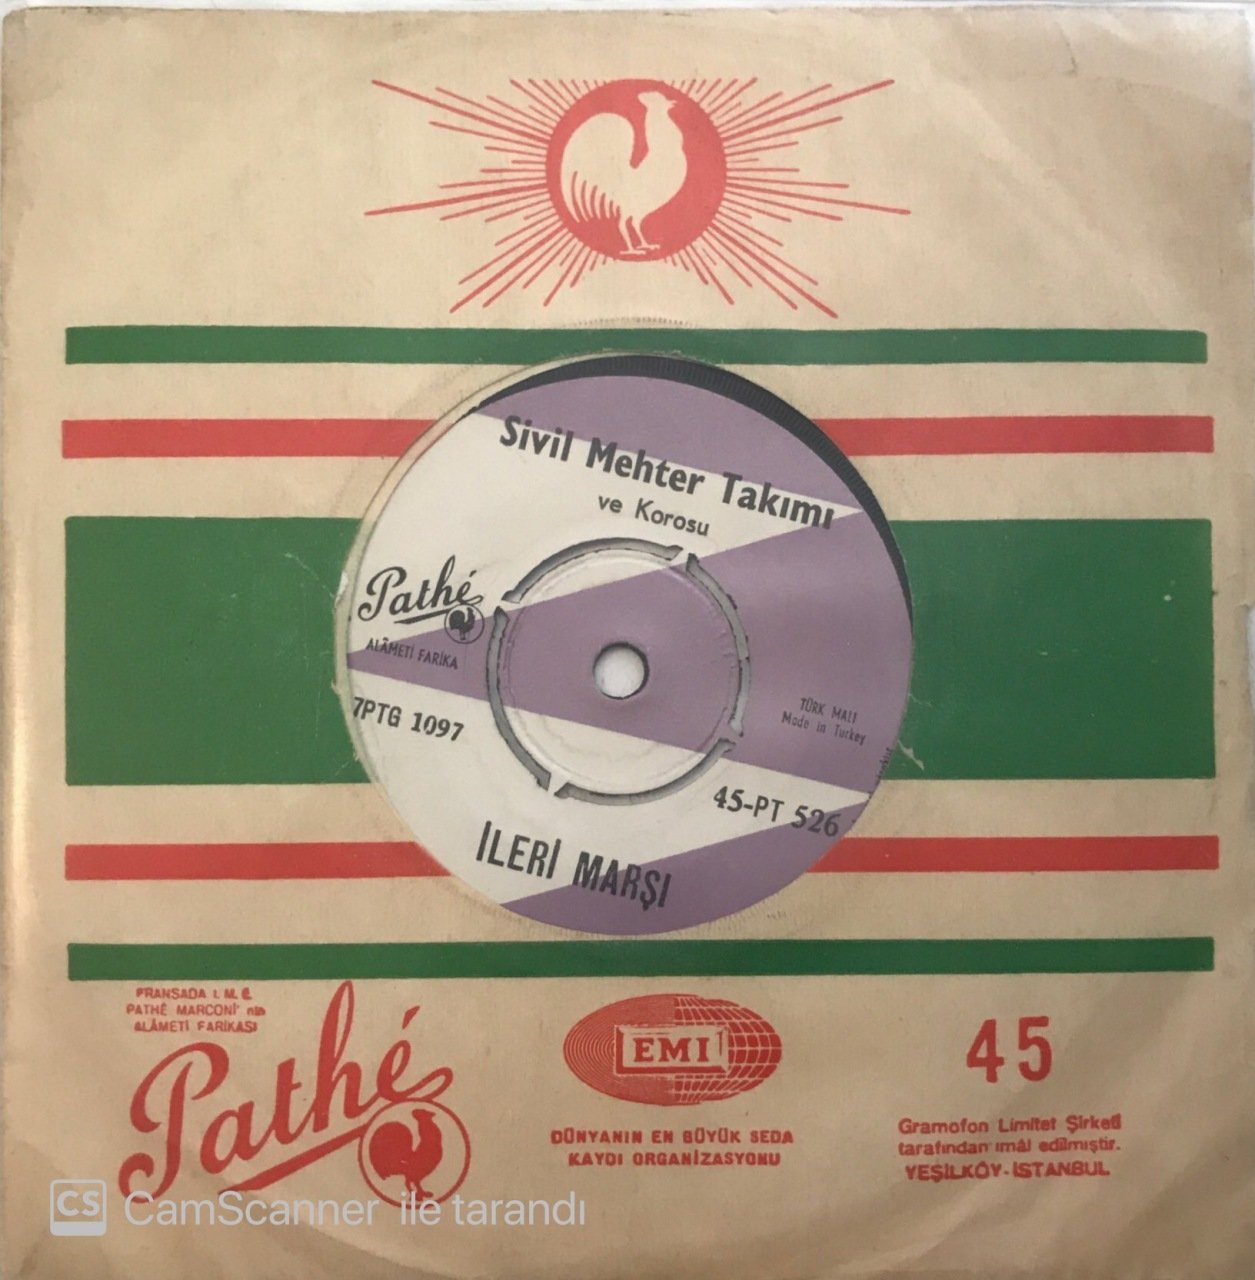 Sivil Mehter Takımı
ve Korosu
Pathé
ALÂMETİ FARİKA
7PTG 1097
TÜRK MALI
Made in Turkey
45-PT 526
İLERİ MARŞI
FRANSADA I. M. E.
PATHÉ MARCONİ' nin
ALÂMETİ FARİKASI
Pathé
EMI
DÜNYANIN EN BÜYÜK SEDA
KAYDI ORGANİZASYONU
45
Gramofon Limitet Şirketi
tarafından imâl edilmiştir.
YEŞİLKÖY-İSTANBUL
CS CamScanner ile tarandı